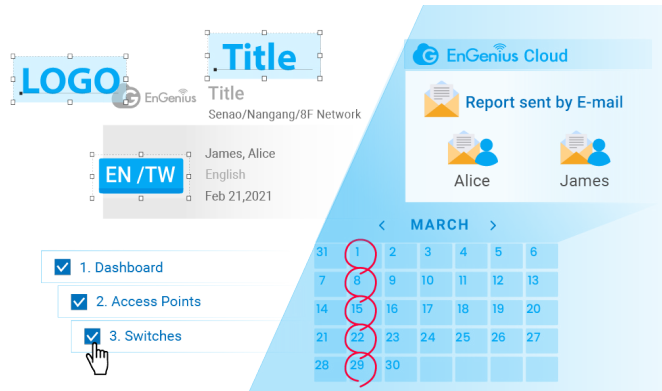 LOGO
EnGenius
Title
Title
Senao/Nangang/8F Network
EN /TW
James, Alice
English
Feb 21,2021
1. Dashboard
2. Access Points
3. Switches
EnGenius Cloud
Report sent by E-mail
Alice James
< MARCH >
31 1 2 3 4 5 6
7 8 9 10 11 12 13
14 15 16 17 18 19 20
21 22 23 24 25 26 27
28 29 30